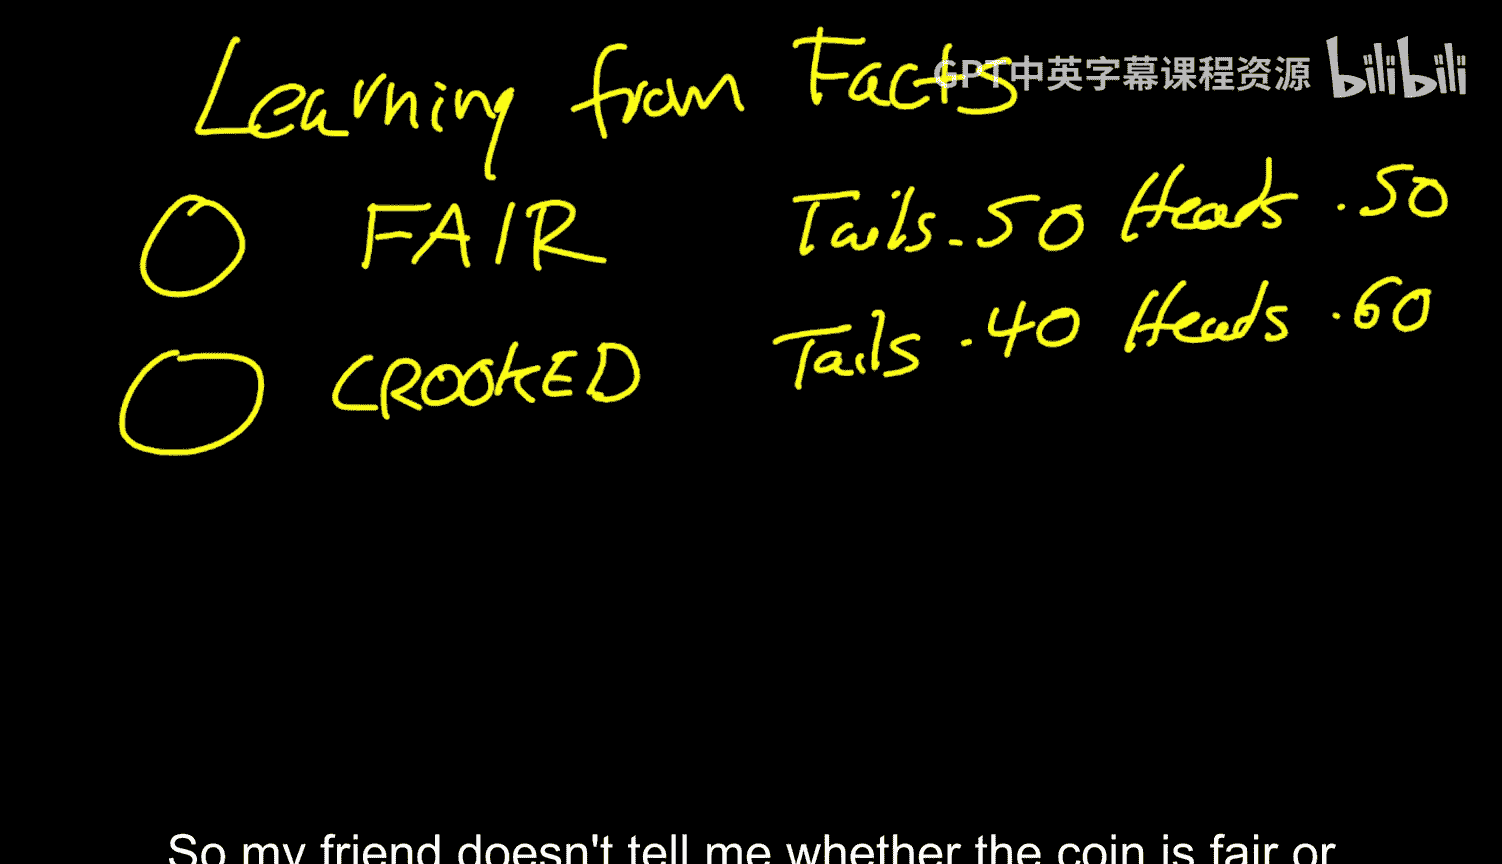 Learning from Facts
GPT中英字幕课程资源 bilibili
FAIR Tails .50 Heads .50
CROOKED Tails .40 Heads .60
So my friend doesn't tell me whether the coin is fair or